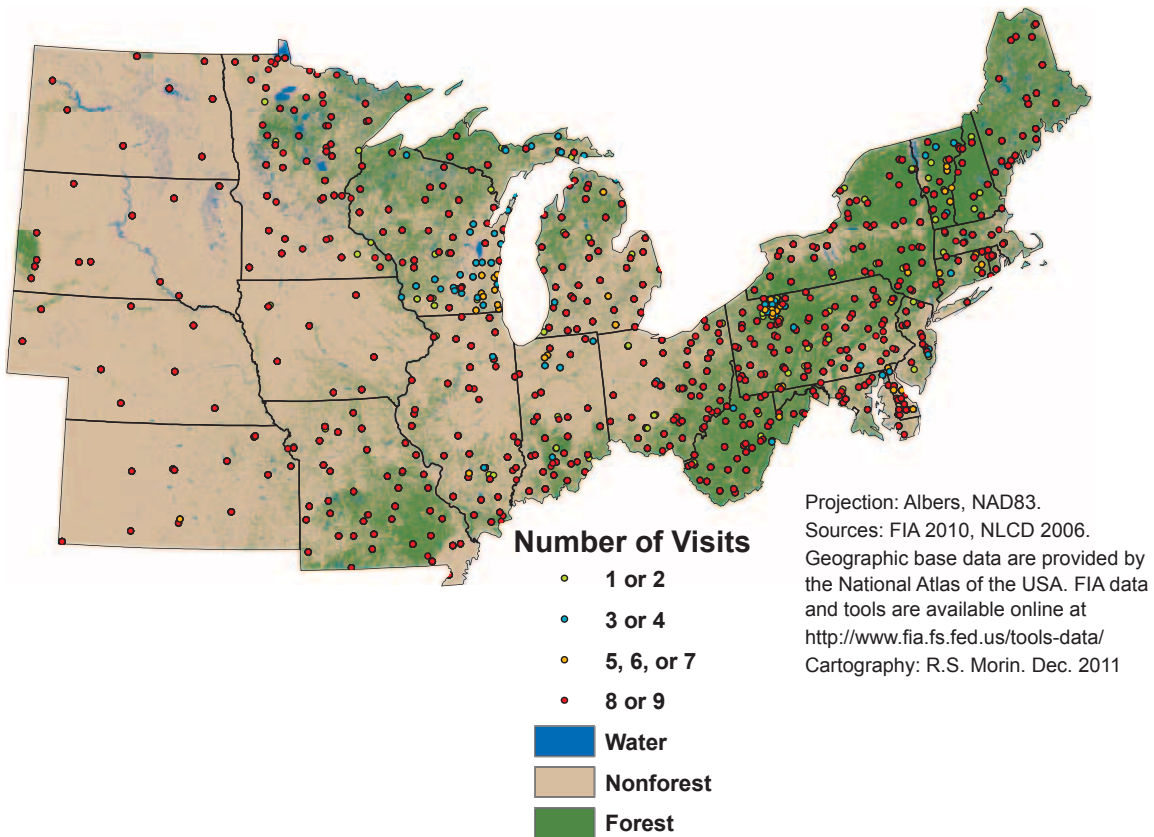 Number of Visits
1 or 2
3 or 4
5, 6, or 7
8 or 9
Water
Nonforest
Forest
Projection: Albers, NAD83.
Sources: FIA 2010, NLCD 2006.
Geographic base data are provided by
the National Atlas of the USA. FIA data
and tools are available online at
http://www.fia.fs.fed.us/tools-data/
Cartography: R.S. Morin. Dec. 2011